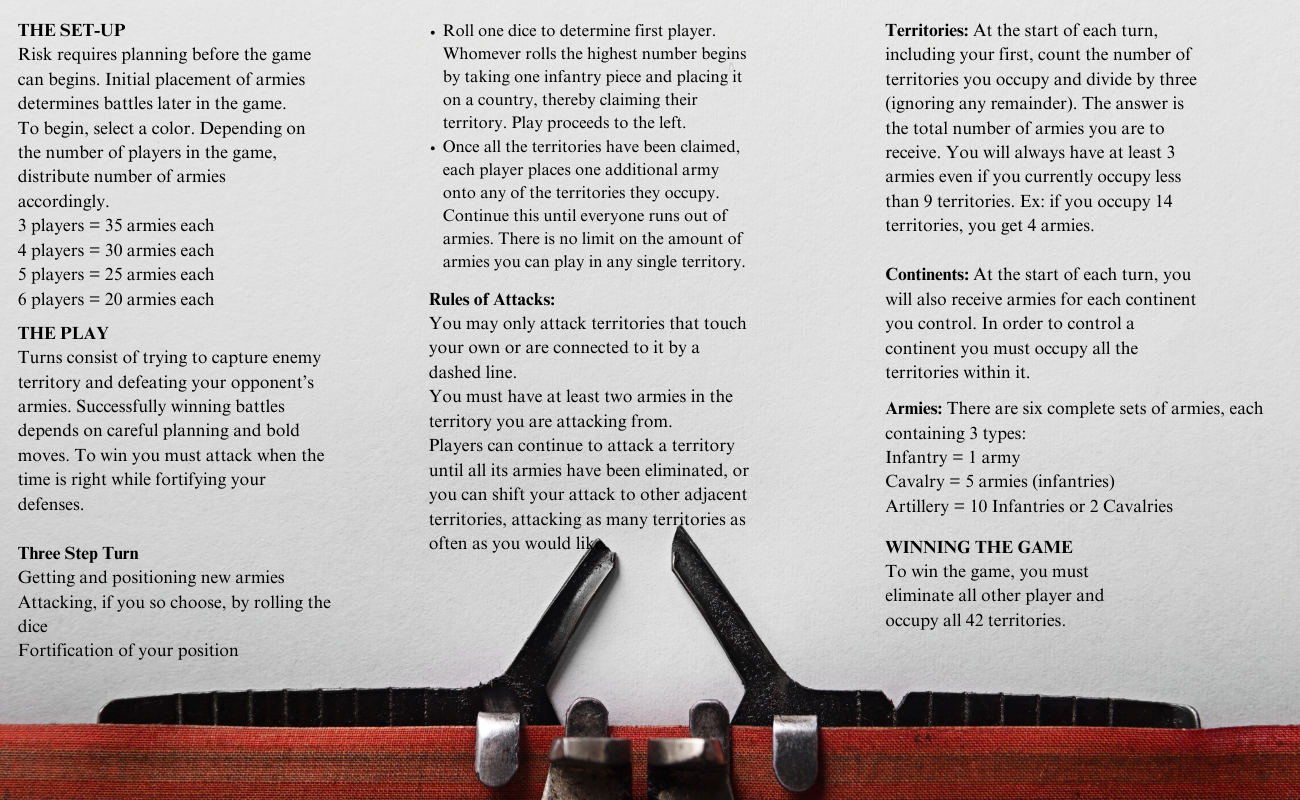 THE SET-UP
Risk requires planning before the game
can begins. Initial placement of armies
determines battles later in the game.
To begin, select a color. Depending on
the number of players in the game,
distribute number of armies
accordingly.
3 players = 35 armies each
4 players = 30 armies each
5 players = 25 armies each
6 players = 20 armies each
THE PLAY
Turns consist of trying to capture enemy
territory and defeating your opponent's
armies. Successfully winning battles
depends on careful planning and bold
moves. To win you must attack when the
time is right while fortifying your
defenses.
Three Step Turn
Getting and positioning new armies
Attacking, if you so choose, by rolling the
dice
Fortification of your position
• Roll one dice to determine first player.
Whomever rolls the highest number begins
by taking one infantry piece and placing it
on a country, thereby claiming their
territory. Play proceeds to the left.
• Once all the territories have been claimed,
each player places one additional army
onto any of the territories they occupy.
Continue this until everyone runs out of
armies. There is no limit on the amount of
armies you can play in any single territory.
Rules of Attacks:
You may only attack territories that touch
your own or are connected to it by a
dashed line.
You must have at least two armies in the
territory you are attacking from.
Players can continue to attack a territory
until all its armies have been eliminated, or
you can shift your attack to other adjacent
territories, attacking as many territories as
often as you would like
Territories: At the start of each turn,
including your first, count the number of
territories you occupy and divide by three
(ignoring any remainder). The answer is
the total number of armies you are to
receive. You will always have at least 3
armies even if you currently occupy less
than 9 territories. Ex: if you occupy 14
territories, you get 4 armies.
Continents: At the start of each turn, you
will also receive armies for each continent
you control. In order to control a
continent you must occupy all the
territories within it.
Armies: There are six complete sets of armies, each
containing 3 types:
Infantry = 1 army
Cavalry = 5 armies (infantries)
Artillery = 10 Infantries or 2 Cavalries
WINNING THE GAME
To win the game, you must
eliminate all other player and
occupy all 42 territories.